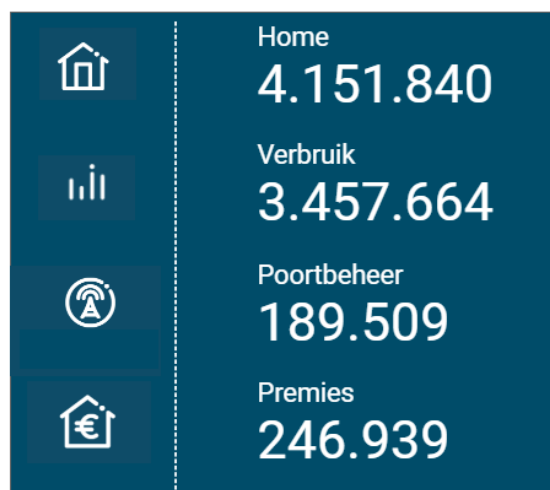 Home
4.151.840
Verbruik
3.457.664
Poortbeheer
189.509
Premies
246.939